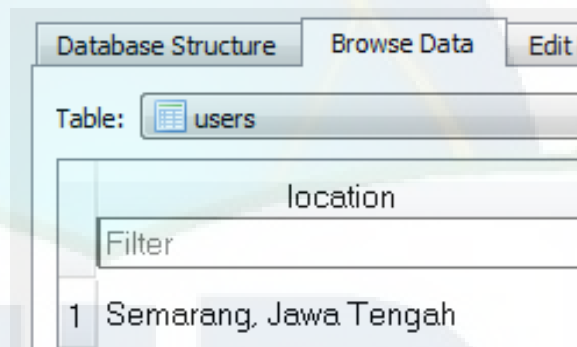 Database Structure Browse Data Edit
Table: users
location
Filter
1 Semarang, Jawa Tengah